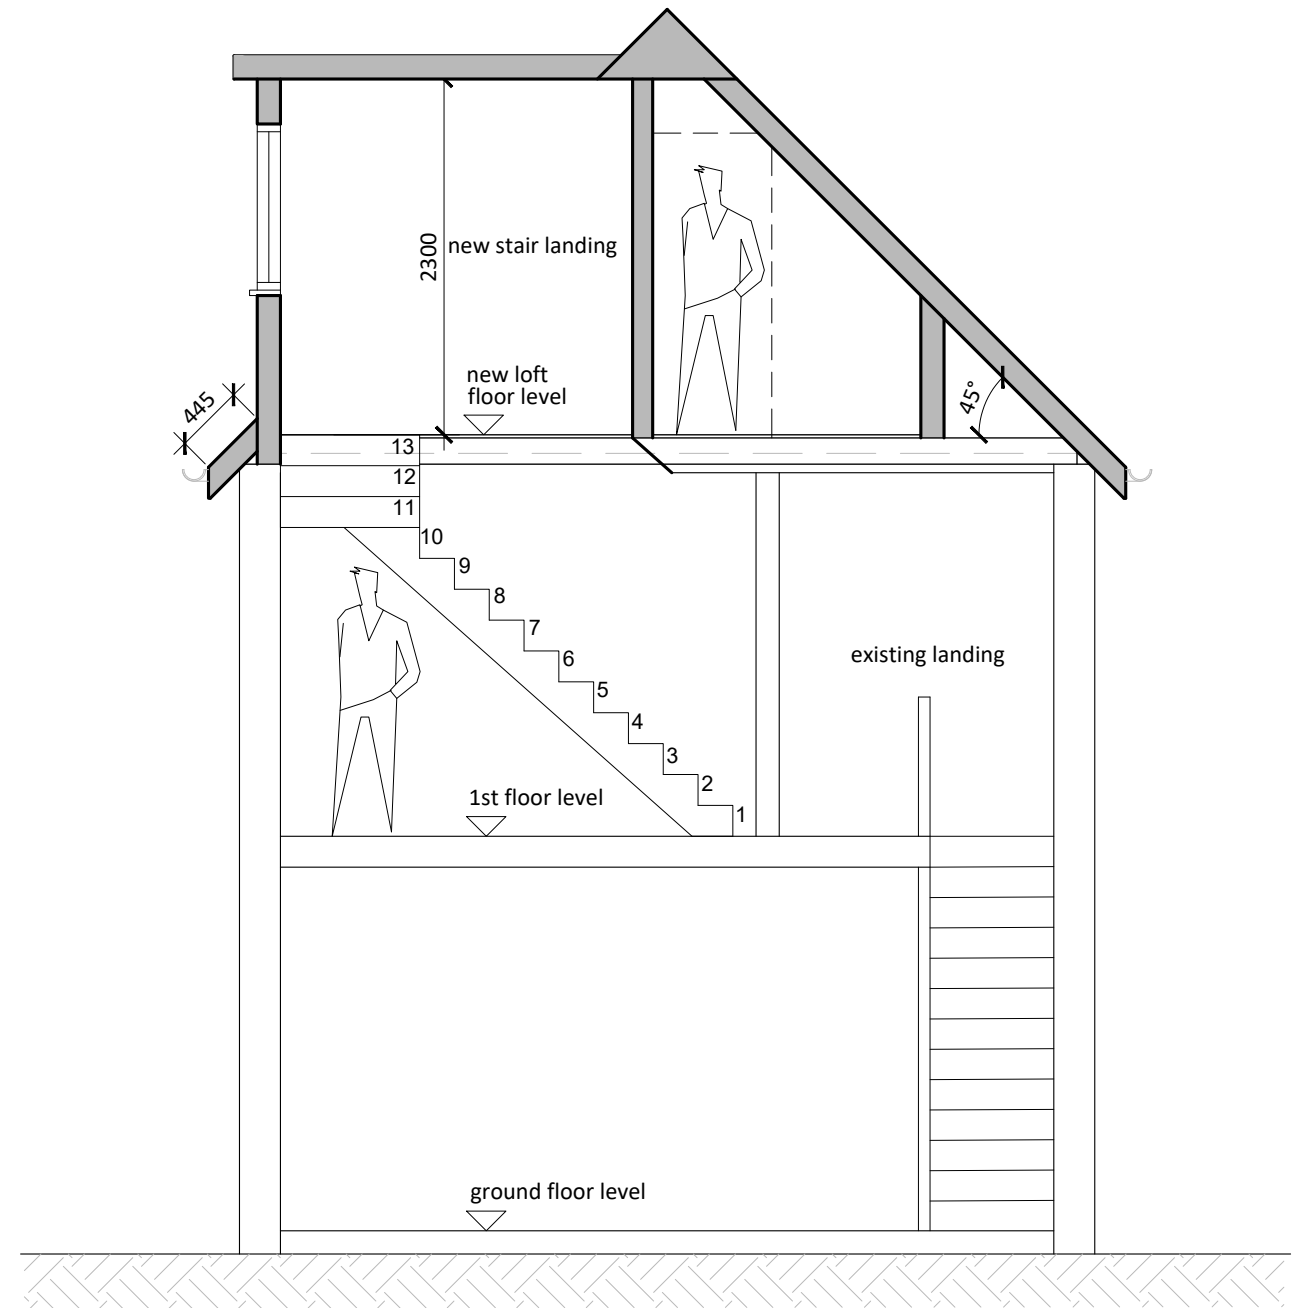 2300
new stair landing
new loft
floor level
445
45°
13
12
11
10
9
8
7
6
5
4
3
2
1
existing landing
1st floor level
ground floor level